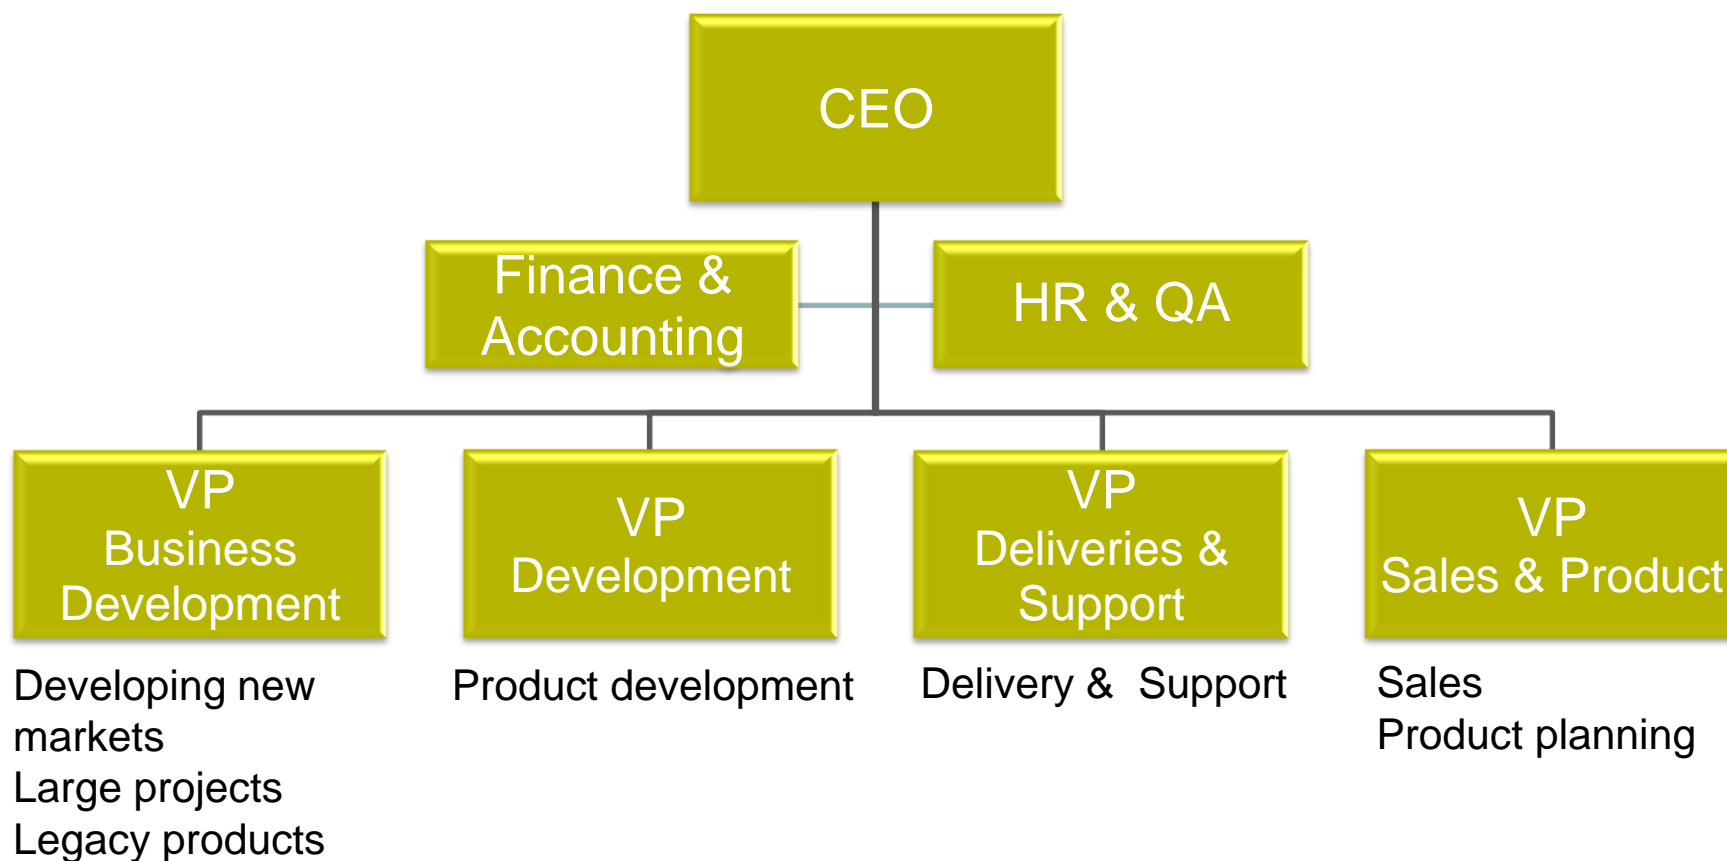 CEO
Finance &
Accounting
HR & QA
VP
Business
Development
VP
Development
VP
Deliveries &
Support
VP
Sales & Product
Developing new
markets
Large projects
Legacy products
Product development
Delivery &  Support
Sales
Product planning